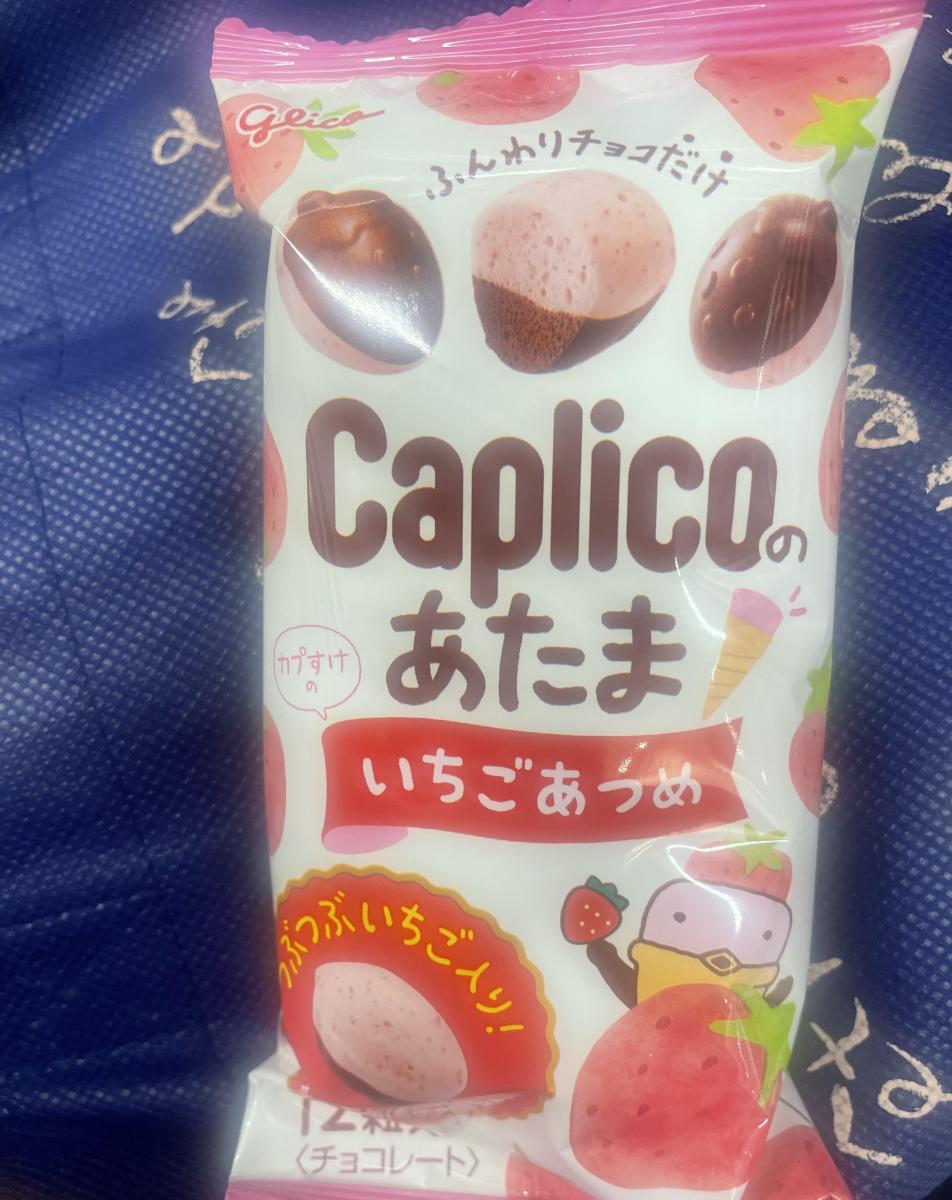 glico
ふんわりチョコだけ
Caplicoの
あたま
カプすけ
の
いちごあつめ
つぶつぶいちご入り!
12粒
〈チョコレート〉